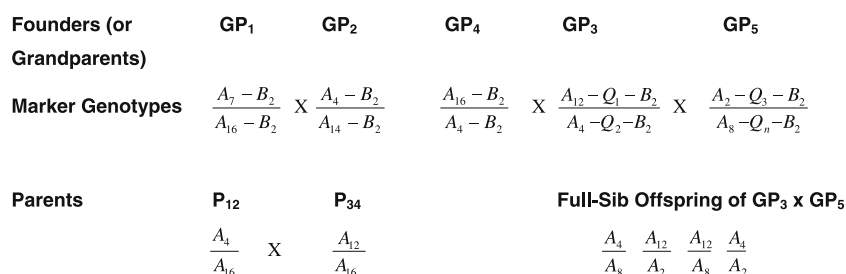 Founders (or Grandparents) GP₁ GP₂ GP₄ GP₃ GP₅
Marker Genotypes A₇ – B₂ / A₁₆ – B₂ X A₄ – B₂ / A₁₄ – B₂ A₁₆ – B₂ / A₄ – B₂ X A₁₂ – Q₁ – B₂ / A₄ – Q₂ – B₂ X A₂ – Q₃ – B₂ / A₈ – Qₙ – B₂
Parents P₁₂ P₃₄ Full-Sib Offspring of GP₃ x GP₅
A₄ / A₁₆ X A₁₂ / A₁₆ A₄ / A₈ A₁₂ / A₂ A₁₂ / A₈ A₄ / A₂